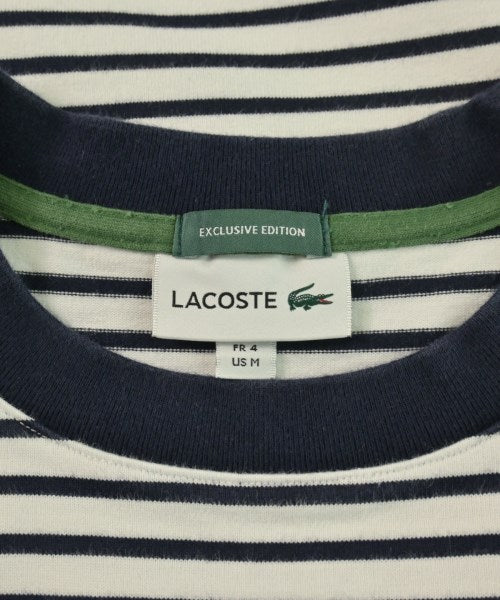 EXCLUSIVE EDITION
LACOSTE
FR 4
US M